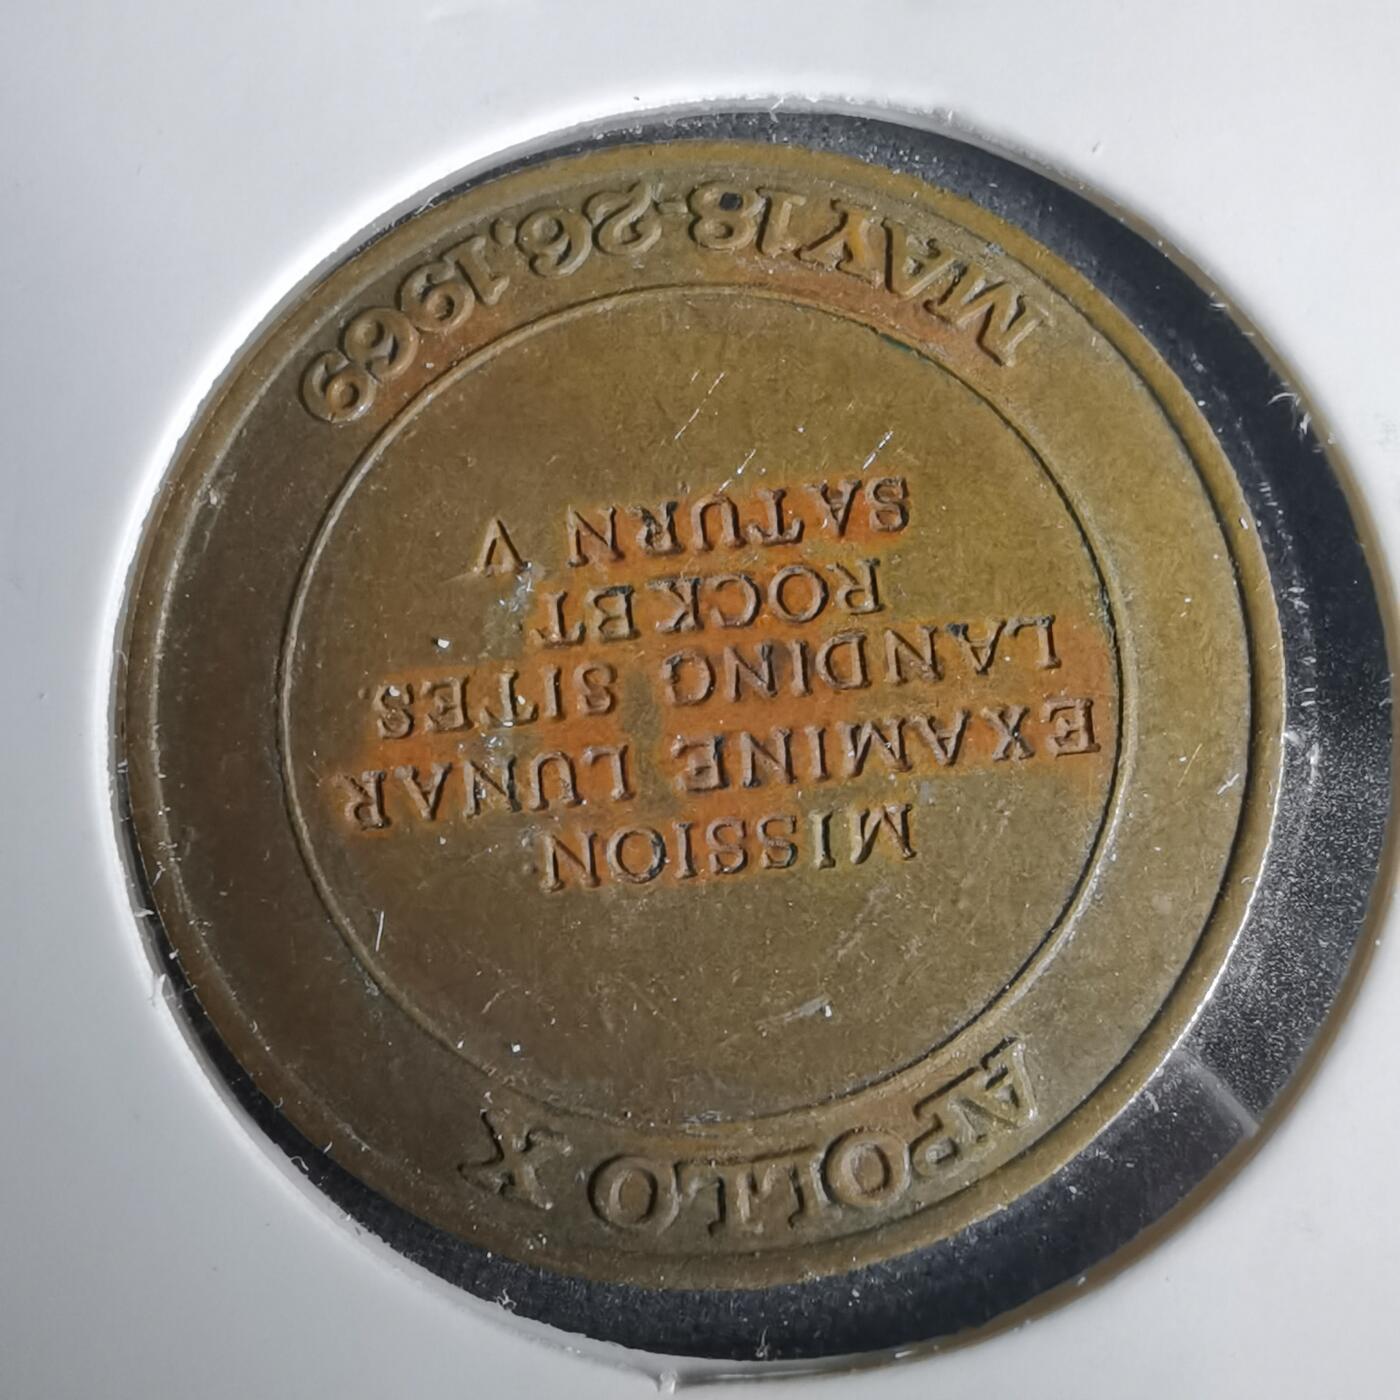 APOLLO X
MISSION:
EXAMINE LUNAR
LANDING SITES.
ROCKET:
SATURN V
MAY 18-26, 1969